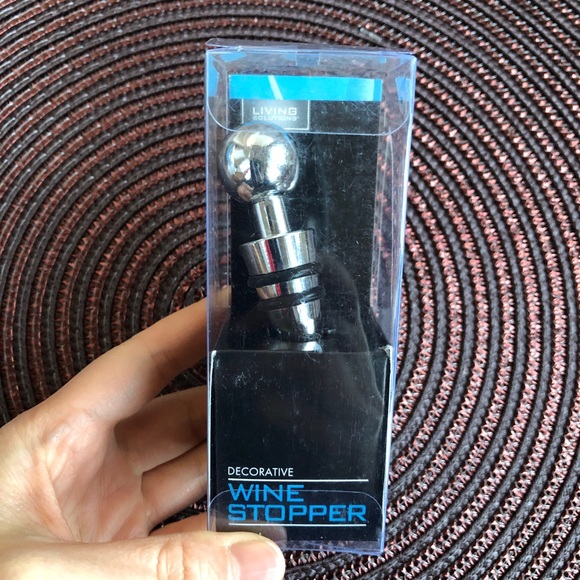 LIVING
SOLUTIONS
DECORATIVE
WINE
STOPPER